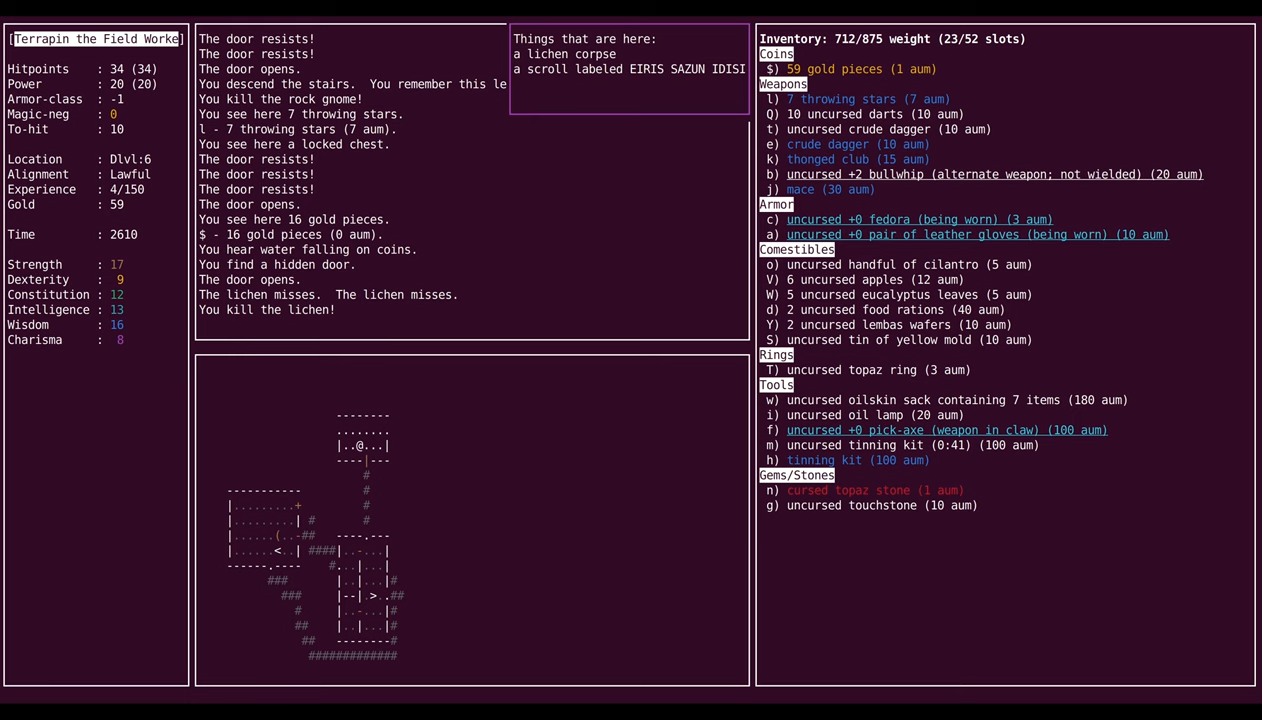 [Terrapin the Field Worke]
Hitpoints : 34 (34)
Power : 20 (20)
Armor-class : -1
Magic-neg : 0
To-hit : 10
Location : Dlvl:6
Alignment : Lawful
Experience : 4/150
Gold : 59
Time : 2610
Strength : 17
Dexterity : 9
Constitution : 12
Intelligence : 13
Wisdom : 16
Charisma : 8
The door resists!
The door resists!
The door opens.
You descend the stairs.  You remember this le
You kill the rock gnome!
You see here 7 throwing stars.
l - 7 throwing stars (7 aum).
You see here a locked chest.
The door resists!
The door resists!
The door resists!
The door opens.
You see here 16 gold pieces.
$ - 16 gold pieces (0 aum).
You hear water falling on coins.
You find a hidden door.
The door opens.
The lichen misses.  The lichen misses.
You kill the lichen!
Things that are here:
a lichen corpse
a scroll labeled EIRIS SAZUN IDISI
--------
........
|..@...|
----|---
#
----------- #
|.........+ #
|.........| # #
|......(..-## ----.---
|......<..| ####|..-...|
------.---- #...|...|
### |..|...|#
### |--|.>..##
# |..-...|#
## |..|...|#
## --------#
#############
Inventory: 712/875 weight (23/52 slots)
Coins
$) 59 gold pieces (1 aum)
Weapons
l) 7 throwing stars (7 aum)
Q) 10 uncursed darts (10 aum)
t) uncursed crude dagger (10 aum)
e) crude dagger (10 aum)
k) thonged club (15 aum)
b) uncursed +2 bullwhip (alternate weapon; not wielded) (20 aum)
j) mace (30 aum)
Armor
c) uncursed +0 fedora (being worn) (3 aum)
a) uncursed +0 pair of leather gloves (being worn) (10 aum)
Comestibles
o) uncursed handful of cilantro (5 aum)
V) 6 uncursed apples (12 aum)
W) 5 uncursed eucalyptus leaves (5 aum)
d) 2 uncursed food rations (40 aum)
Y) 2 uncursed lembas wafers (10 aum)
S) uncursed tin of yellow mold (10 aum)
Rings
T) uncursed topaz ring (3 aum)
Tools
w) uncursed oilskin sack containing 7 items (180 aum)
i) uncursed oil lamp (20 aum)
f) uncursed +0 pick-axe (weapon in claw) (100 aum)
m) uncursed tinning kit (0:41) (100 aum)
h) tinning kit (100 aum)
Gems/Stones
n) cursed topaz stone (1 aum)
g) uncursed touchstone (10 aum)